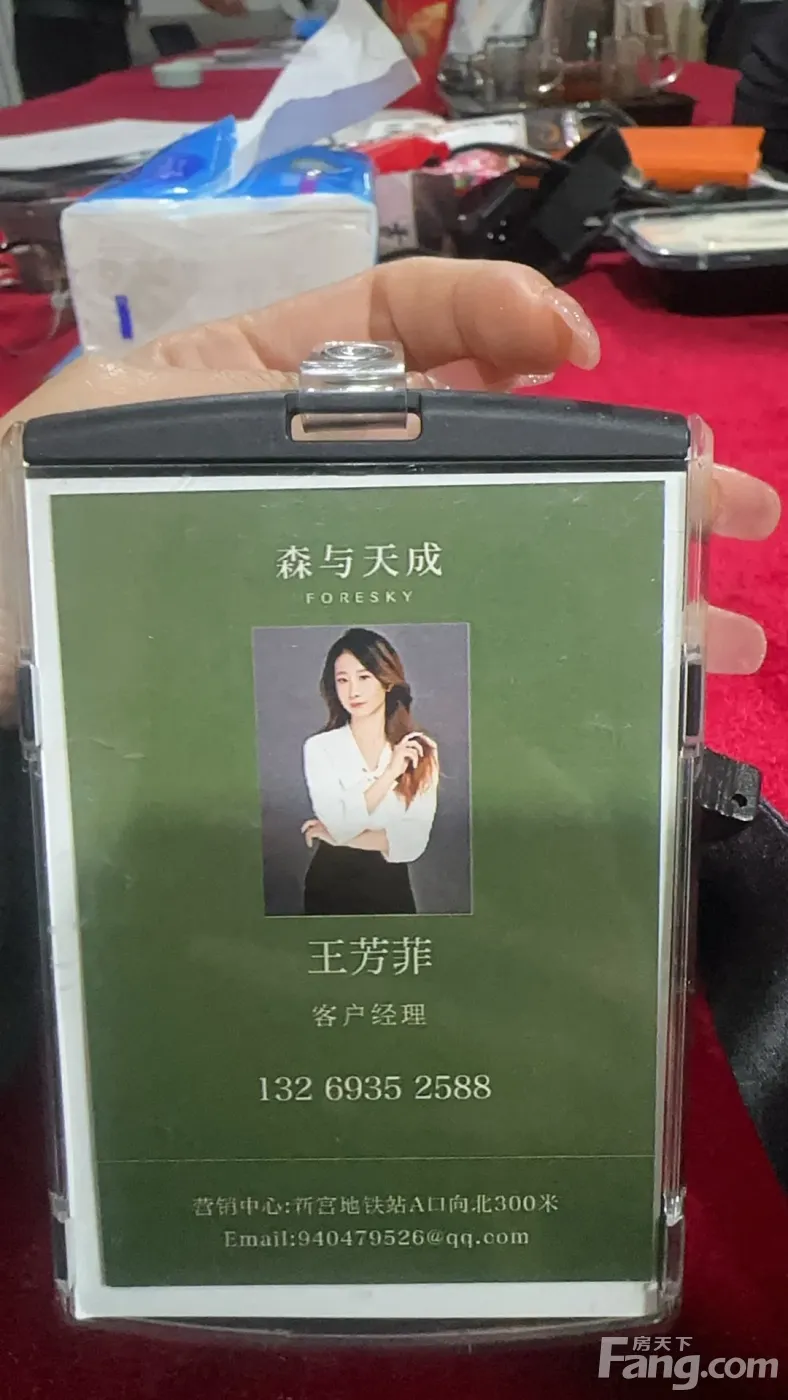 森与天成
FORESKY
王芳菲
客户经理
132 6935 2588
营销中心:新宫地铁站A口向北300米
Email:940479526@qq.com
房天下
Fang.com